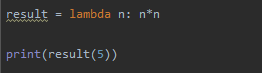 result = lambda n: n*n
print(result(5))